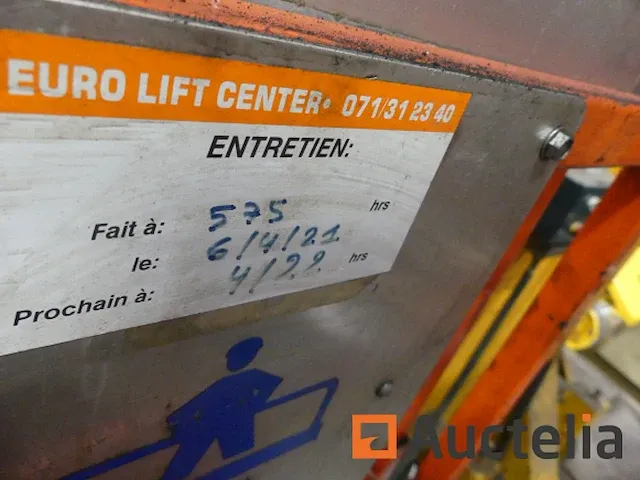 EURO LIFT CENTER • 071/31 23 40
ENTRETIEN:
Fait à: 575 hrs
le: 6/4/21
Prochain à: 4/22 hrs
Auctelia